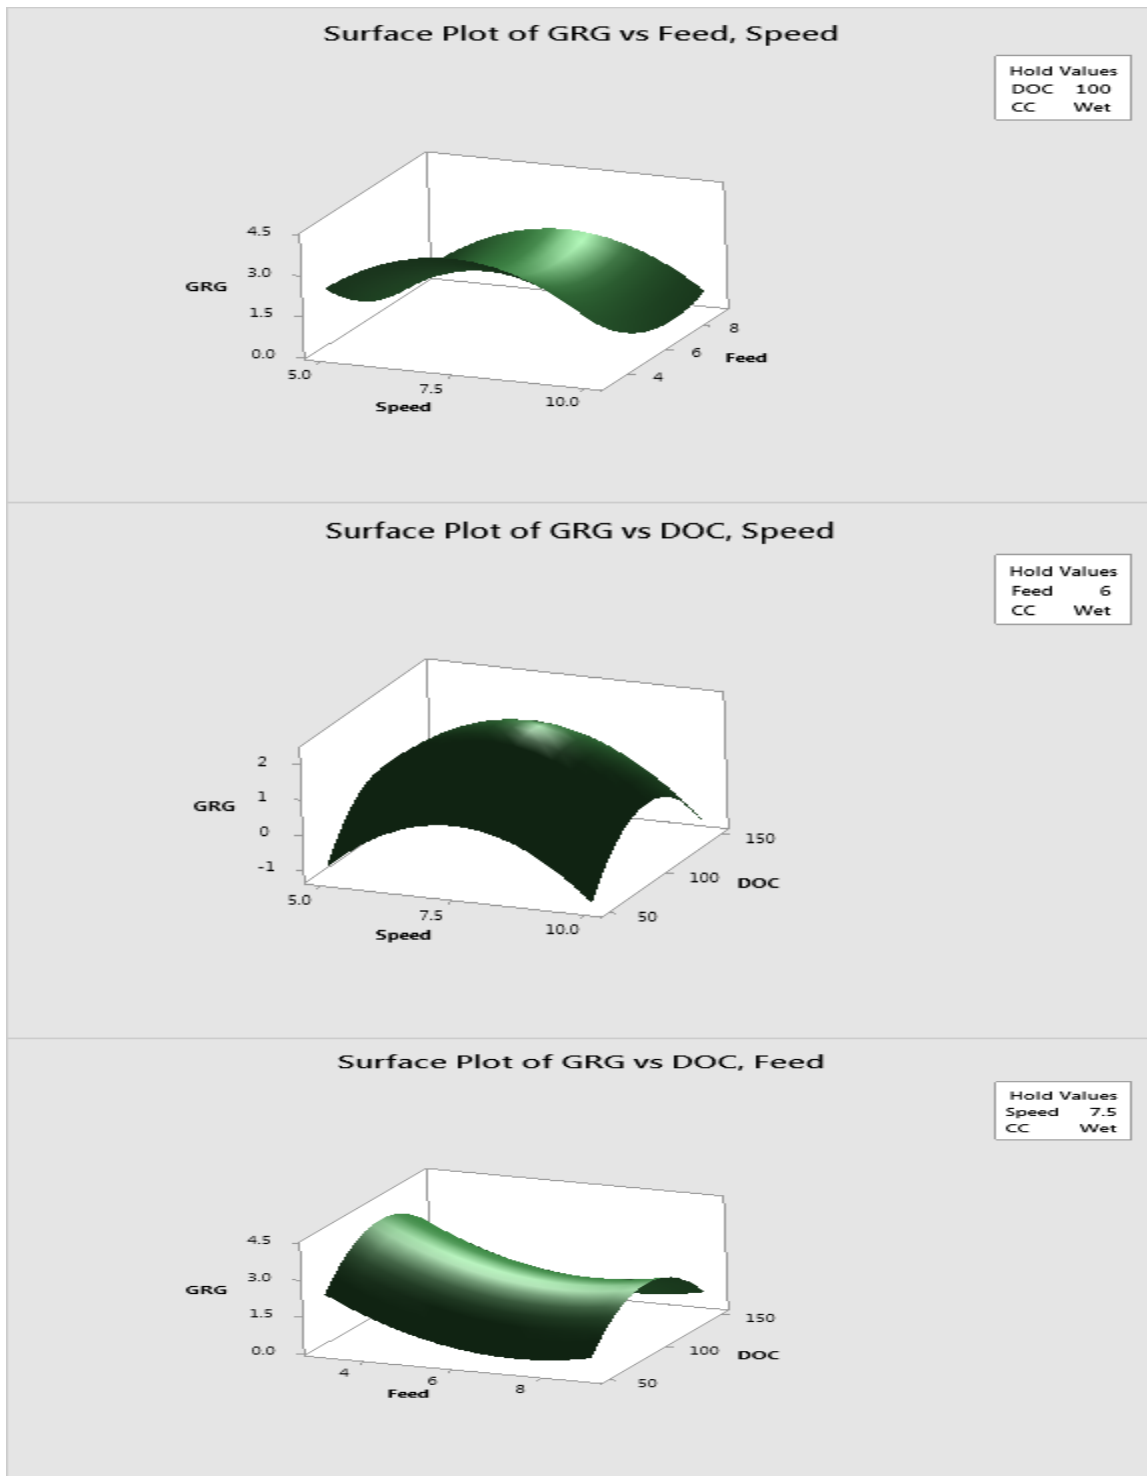 Surface Plot of GRG vs Feed, Speed
Hold Values
DOC 100
CC Wet
4.5
3.0
GRG
1.5
0.0
5.0
7.5
10.0
Speed
4
6
8
Feed
Surface Plot of GRG vs DOC, Speed
Hold Values
Feed 6
CC Wet
2
1
GRG
0
-1
5.0
7.5
10.0
Speed
50
100
150
DOC
Surface Plot of GRG vs DOC, Feed
Hold Values
Speed 7.5
CC Wet
4.5
3.0
GRG
1.5
0.0
4
6
8
Feed
50
100
150
DOC